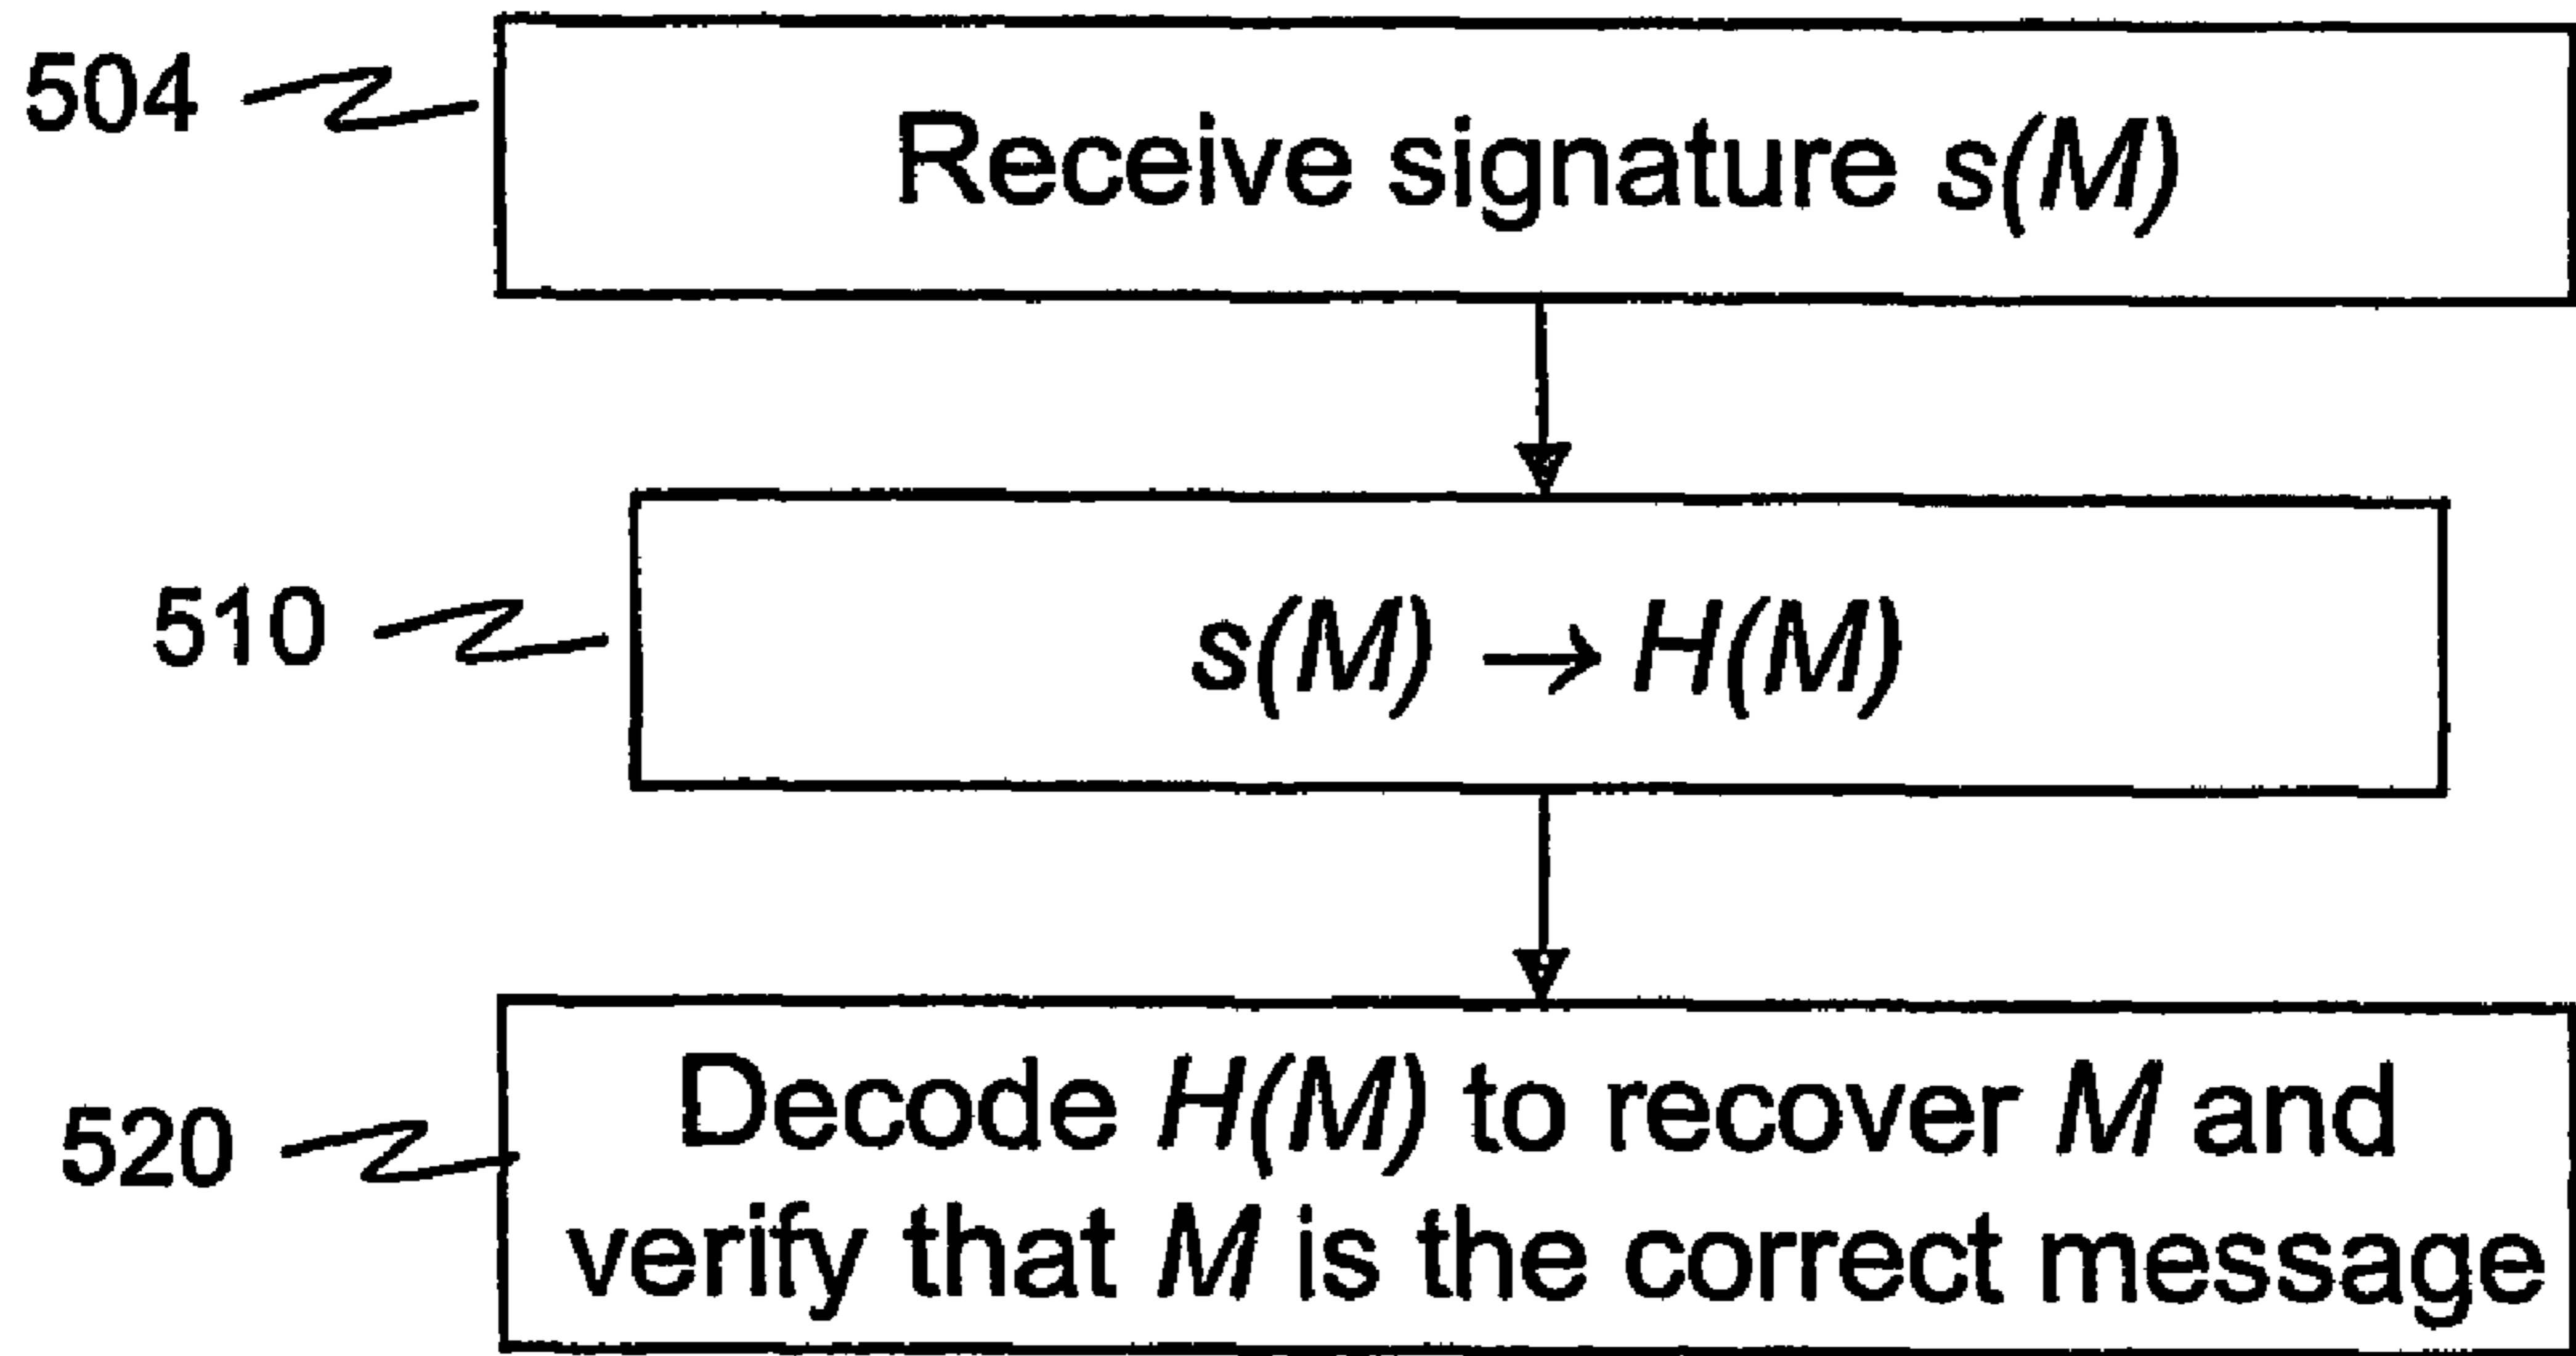 504
Receive signature s(M)
510
s(M) → H(M)
520
Decode H(M) to recover M and
verify that M is the correct message